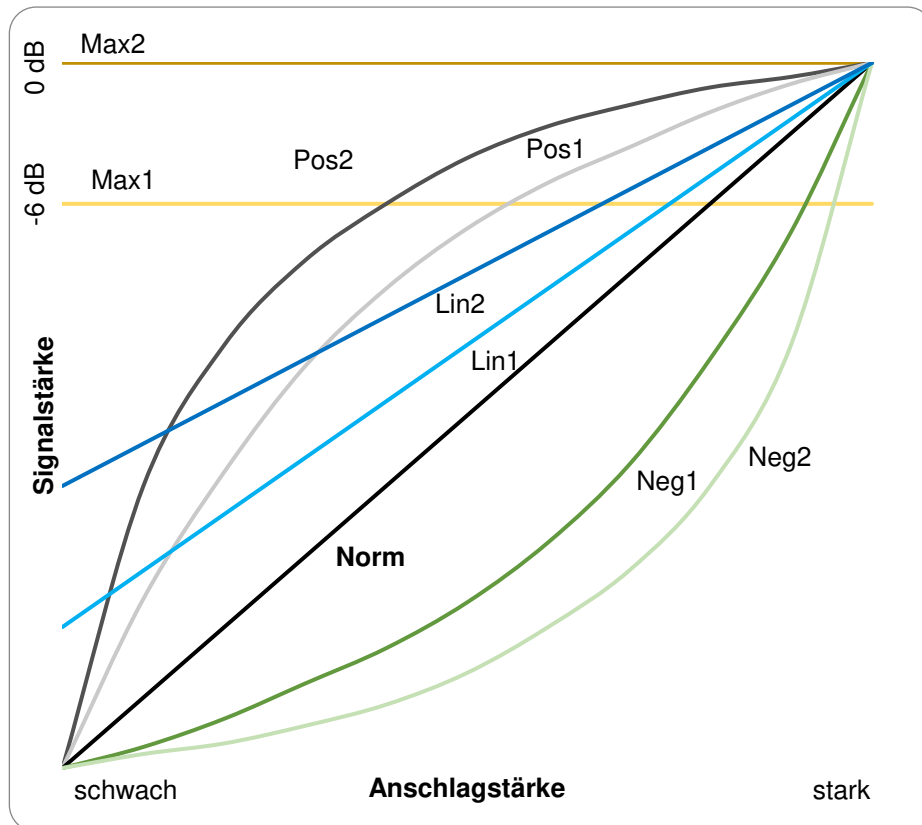 Max2
0 dB
Pos2
Pos1
Max1
-6 dB
Lin2
Lin1
Signalstärke
Neg2
Neg1
Norm
schwach
Anschlagstärke
stark